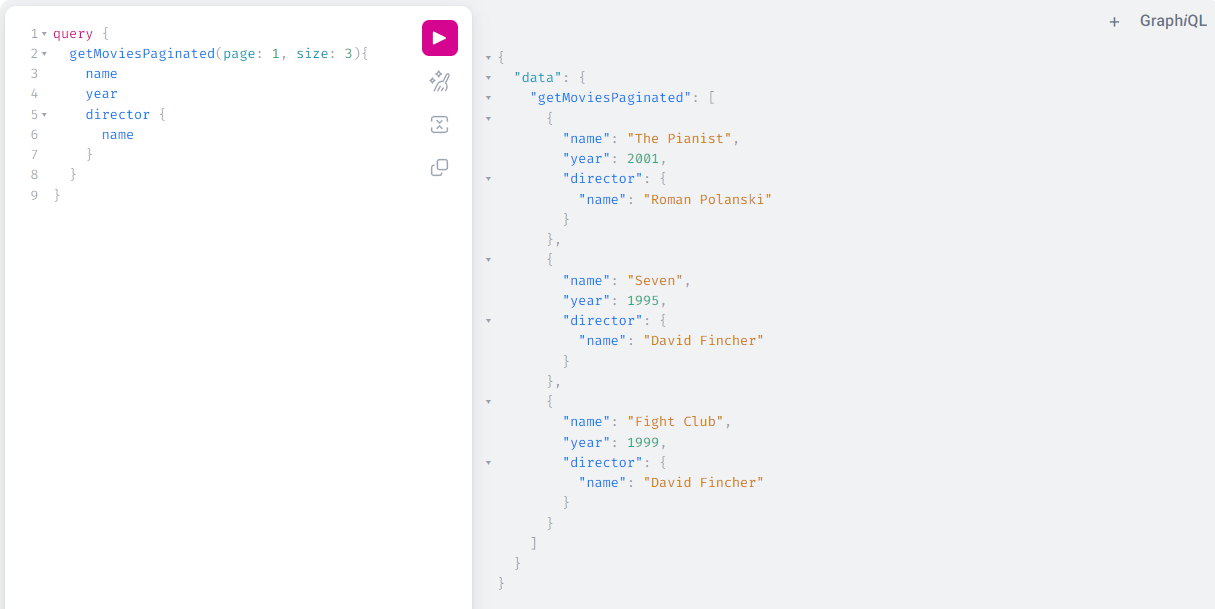 + GraphiQL
1 query {
2 getMoviesPaginated(page: 1, size: 3){
3 name
4 year
5 director {
6 name
7 }
8 }
9 }
{
"data": {
"getMoviesPaginated": [
{
"name": "The Pianist",
"year": 2001,
"director": {
"name": "Roman Polanski"
}
},
{
"name": "Seven",
"year": 1995,
"director": {
"name": "David Fincher"
}
},
{
"name": "Fight Club",
"year": 1999,
"director": {
"name": "David Fincher"
}
}
]
}
}